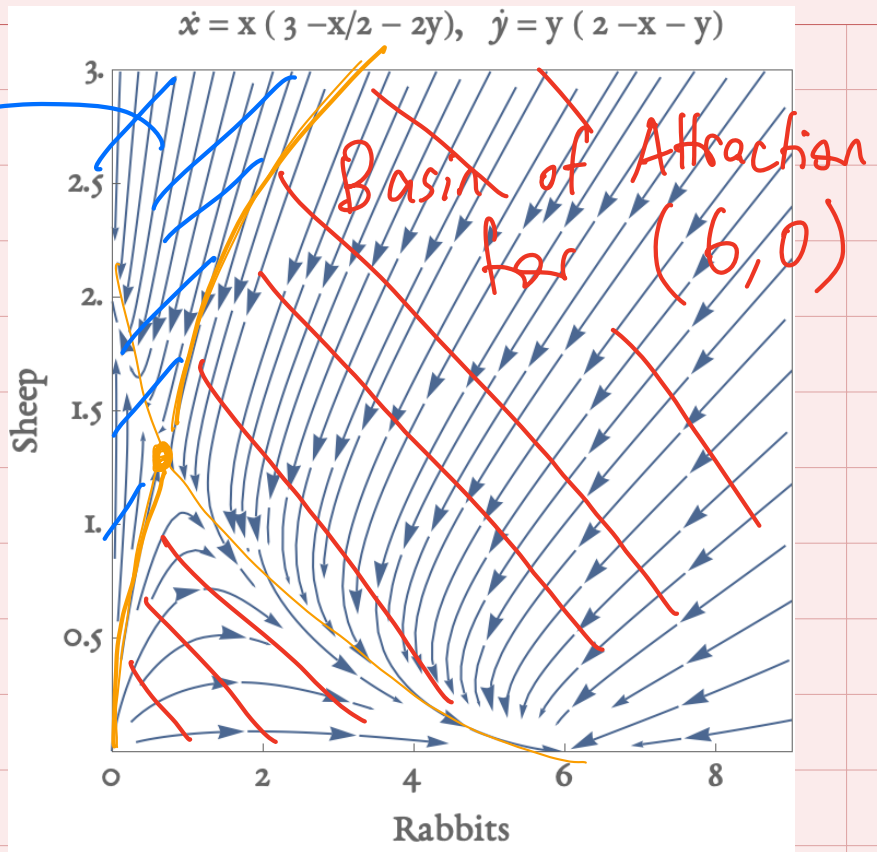 ẋ = x ( 3 −x/2 − 2y),  ẏ = y ( 2 −x − y)
3.
2.5
2.
1.5
1.
0.5
0 2 4 6 8
Sheep
Rabbits
Basin of Attraction
for (6,0)